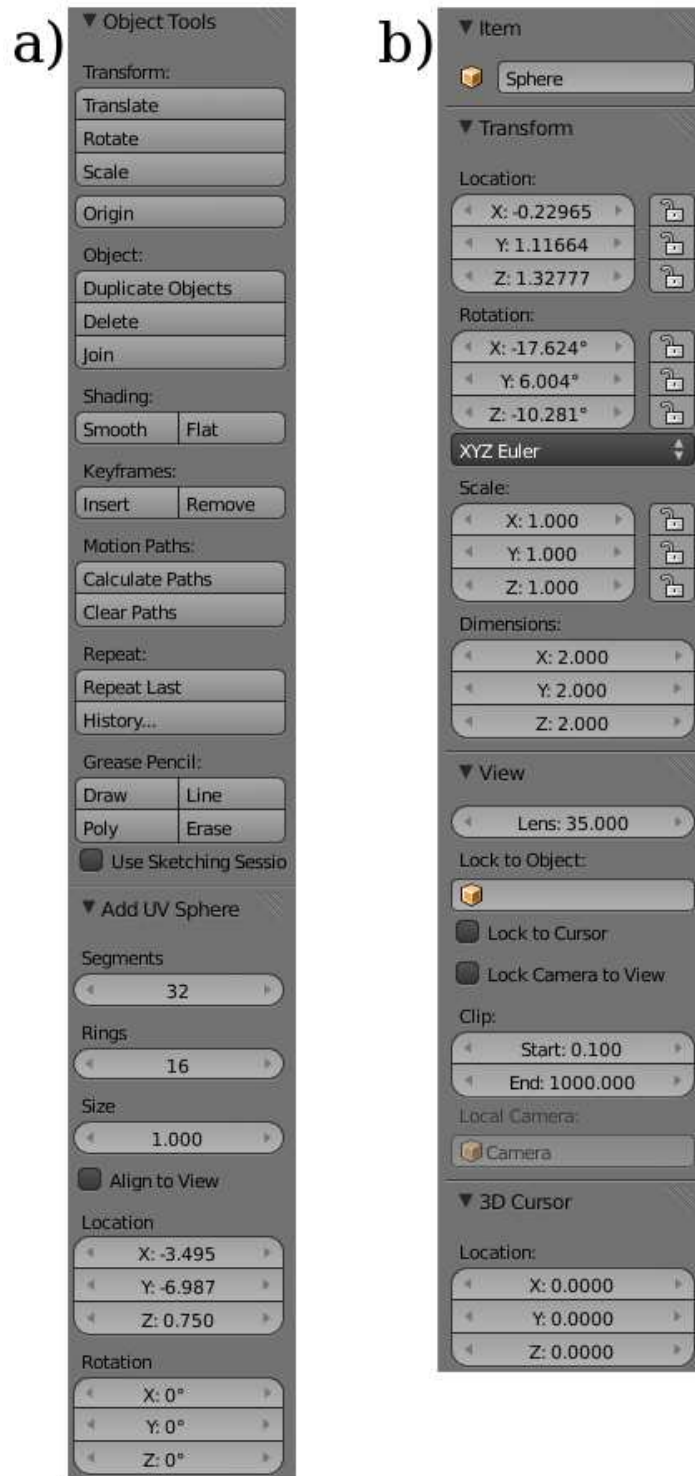 a)
Object Tools
Transform:
Translate
Rotate
Scale
Origin
Object:
Duplicate Objects
Delete
Join
Shading:
Smooth Flat
Keyframes:
Insert Remove
Motion Paths:
Calculate Paths
Clear Paths
Repeat:
Repeat Last
History...
Grease Pencil:
Draw Line
Poly Erase
Use Sketching Sessio
Add UV Sphere
Segments
32
Rings
16
Size
1.000
Align to View
Location
X: -3.495
Y: -6.987
Z: 0.750
Rotation
X: 0°
Y: 0°
Z: 0°
b)
Item
Sphere
Transform
Location:
X: -0.22965
Y: 1.11664
Z: 1.32777
Rotation:
X: -17.624°
Y: 6.004°
Z: -10.281°
XYZ Euler
Scale:
X: 1.000
Y: 1.000
Z: 1.000
Dimensions:
X: 2.000
Y: 2.000
Z: 2.000
View
Lens: 35.000
Lock to Object:
Lock to Cursor
Lock Camera to View
Clip:
Start: 0.100
End: 1000.000
Local Camera:
Camera
3D Cursor
Location:
X: 0.0000
Y: 0.0000
Z: 0.0000